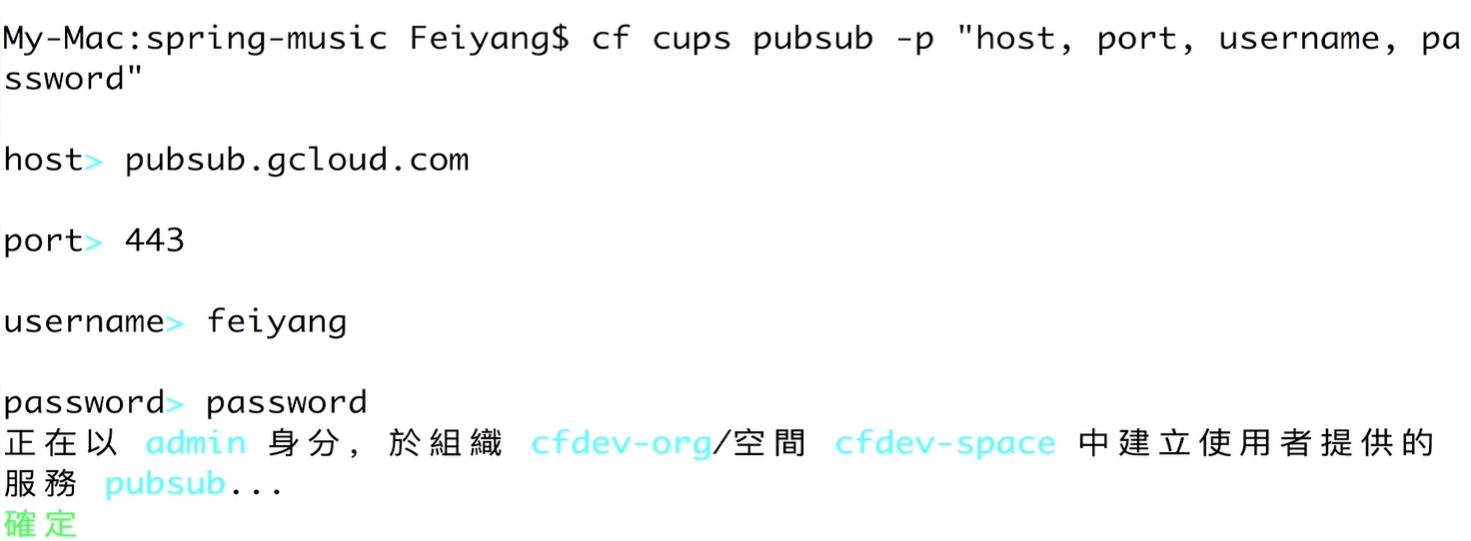 My-Mac:spring-music Feiyang$ cf cups pubsub -p "host, port, username, pa
ssword"
host> pubsub.gcloud.com
port> 443
username> feiyang
password> password
正在以 admin 身分, 於組織 cfdev-org/空間 cfdev-space 中建立使用者提供的
服務 pubsub...
確定